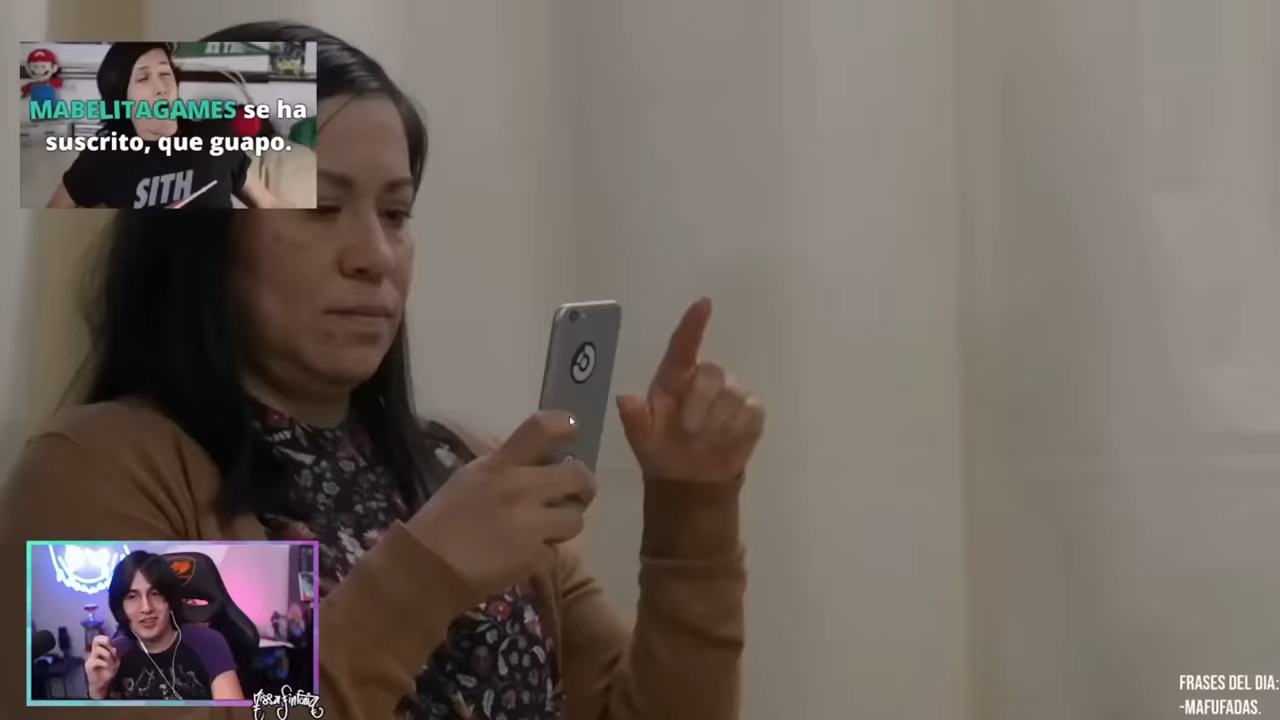 MABELITAGAMES se ha
suscrito, que guapo.
SITH
FRASES DEL DIA:
-MAFUFADAS.